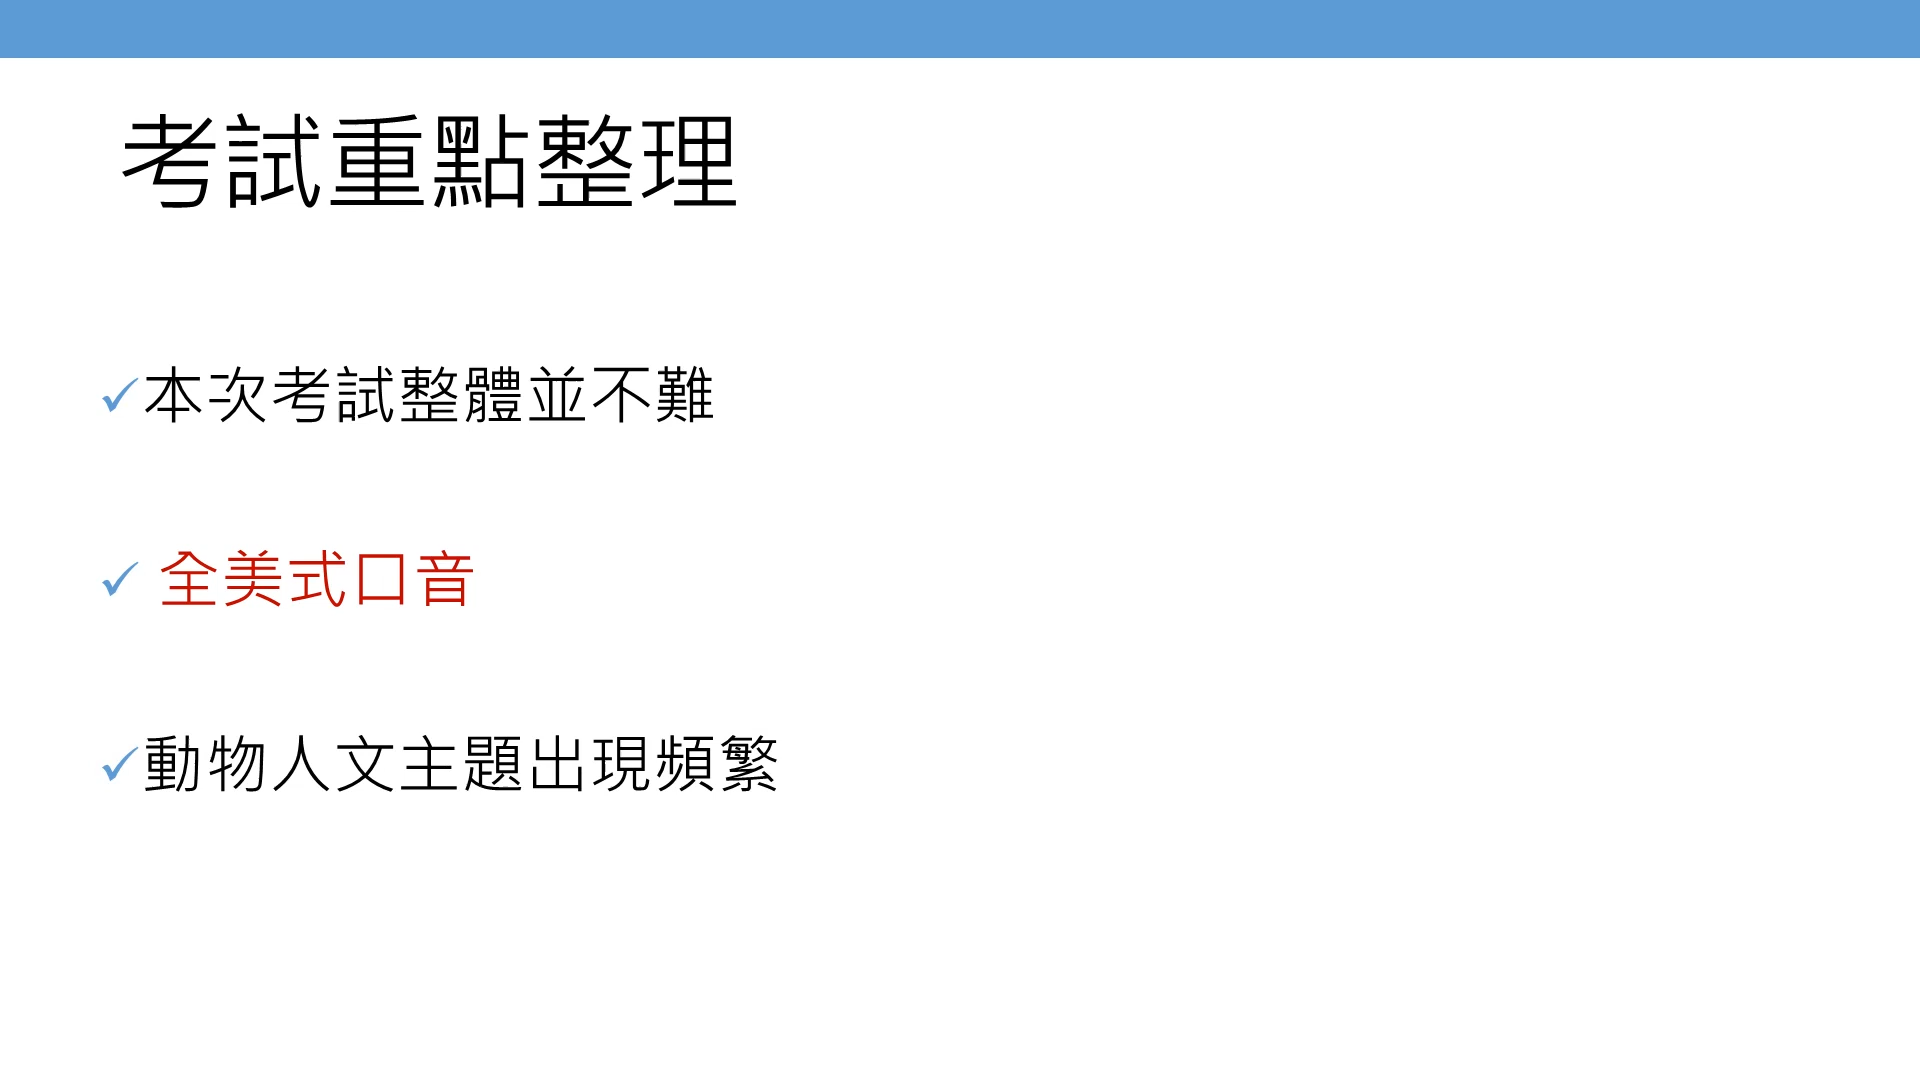 考試重點整理
本次考試整體並不難
全美式口音
動物人文主題出現頻繁